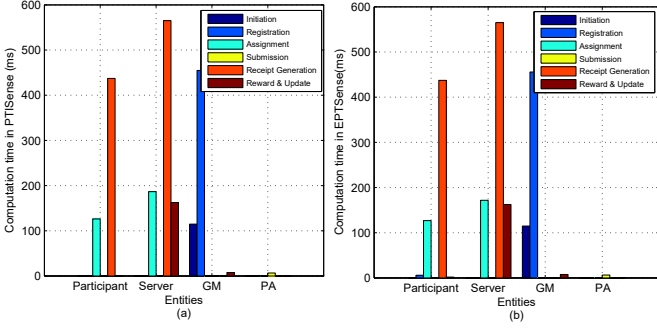 600
500
400
300
200
100
0
Computation time in PTISense (ms)
Initiation
Registration
Assignment
Submission
Receipt Generation
Reward & Update
Participant Server GM PA
Entities
(a)
600
500
400
300
200
100
0
Computation time in EPTSense(ms)
Initiation
Registration
Assignment
Submission
Receipt Generation
Reward & Update
Participant Server GM PA
Entities
(b)